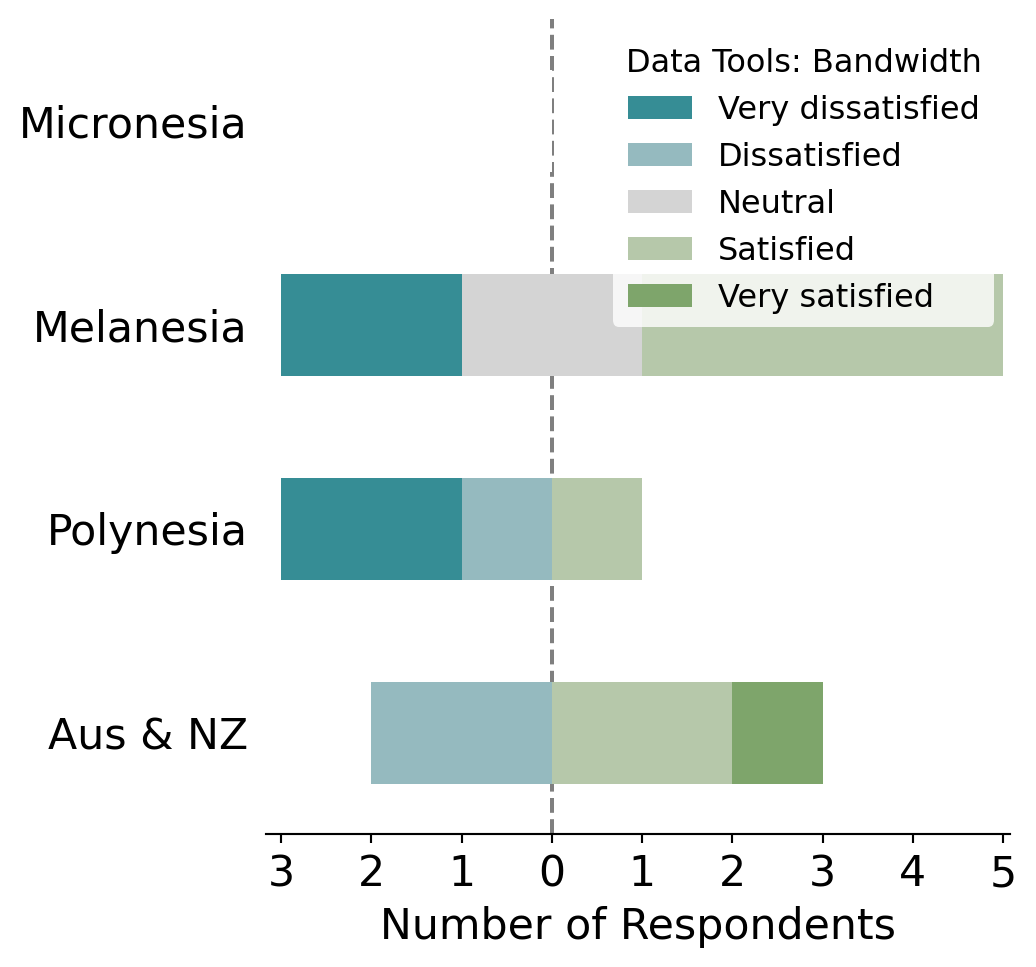 Data Tools: Bandwidth
Very dissatisfied
Dissatisfied
Neutral
Satisfied
Very satisfied
Micronesia
Melanesia
Polynesia
Aus & NZ
3 2 1 0 1 2 3 4 5
Number of Respondents